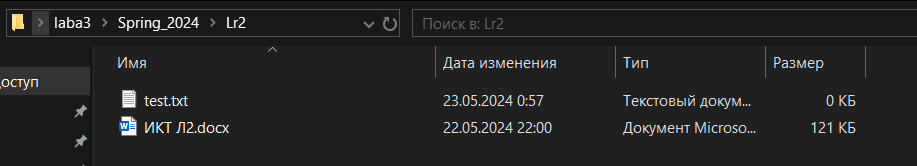 laba3 > Spring_2024 > Lr2
Поиск в: Lr2
Имя Дата изменения Тип Размер
доступ
test.txt 23.05.2024 0:57 Текстовый докум... 0 КБ
ИКТ Л2.docx 22.05.2024 22:00 Документ Microso... 121 КБ